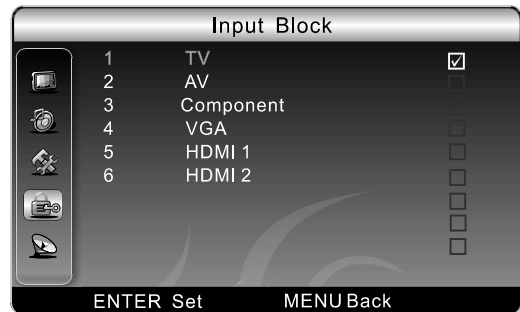 Input Block
1 TV
2 AV
3 Component
4 VGA
5 HDMI 1
6 HDMI 2
ENTER Set MENU Back